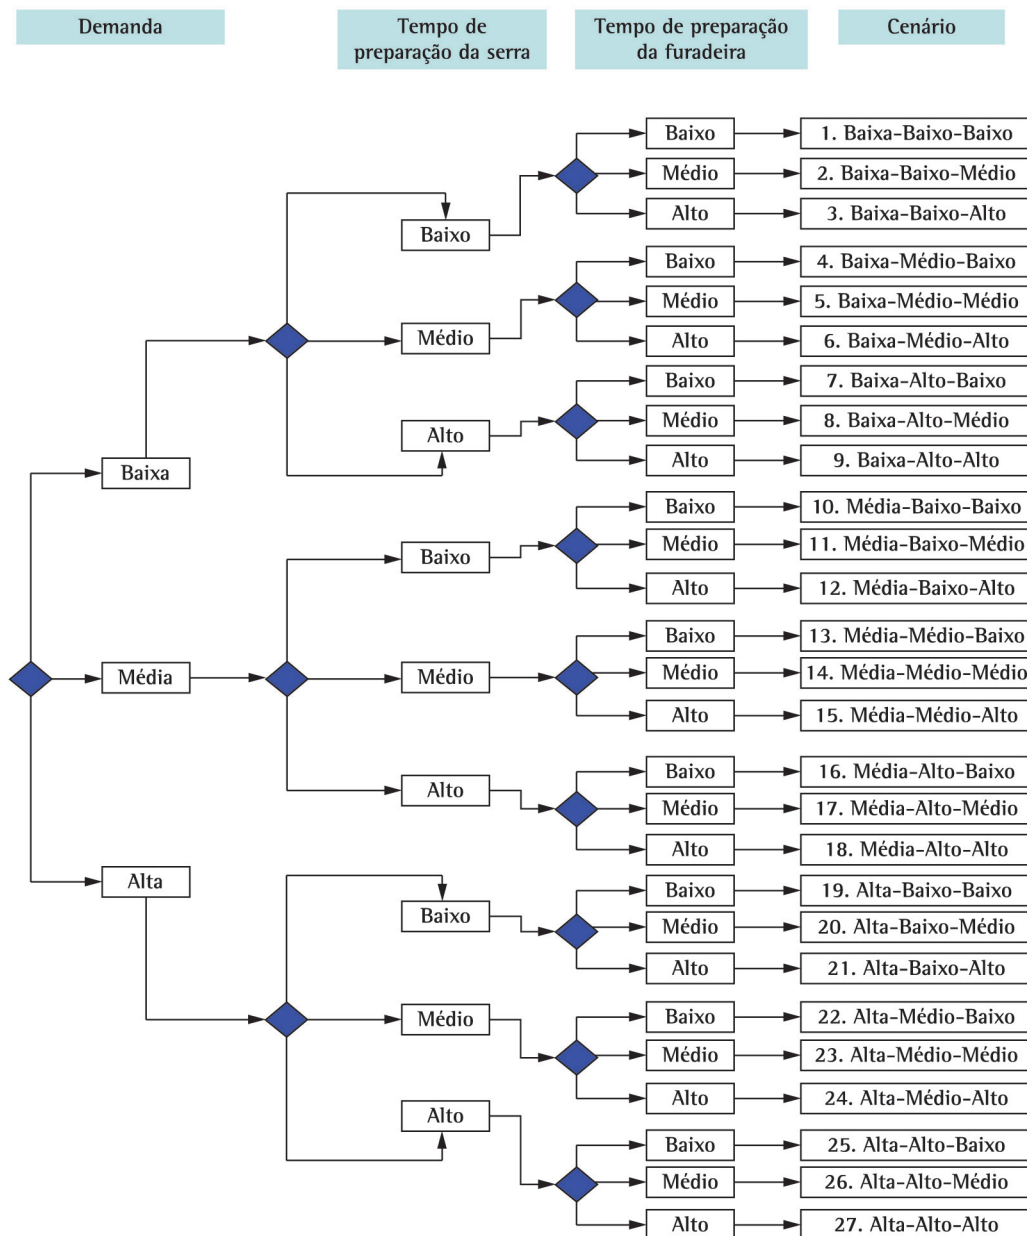 Demanda
Tempo de
preparação da serra
Tempo de preparação
da furadeira
Cenário
Baixo
1. Baixa-Baixo-Baixo
Médio
2. Baixa-Baixo-Médio
Alto
3. Baixa-Baixo-Alto
Baixo
Baixo
4. Baixa-Médio-Baixo
Médio
5. Baixa-Médio-Médio
Médio
Alto
6. Baixa-Médio-Alto
Baixo
7. Baixa-Alto-Baixo
Médio
8. Baixa-Alto-Médio
Alto
Alto
9. Baixa-Alto-Alto
Baixa
Baixo
10. Média-Baixo-Baixo
Médio
11. Média-Baixo-Médio
Baixo
Alto
12. Média-Baixo-Alto
Baixo
13. Média-Médio-Baixo
Média
Médio
Médio
14. Média-Médio-Médio
Alto
15. Média-Médio-Alto
Baixo
16. Média-Alto-Baixo
Alto
Médio
17. Média-Alto-Médio
Alto
18. Média-Alto-Alto
Alta
Baixo
19. Alta-Baixo-Baixo
Baixo
Médio
20. Alta-Baixo-Médio
Alto
21. Alta-Baixo-Alto
Médio
Baixo
22. Alta-Médio-Baixo
Médio
23. Alta-Médio-Médio
Alto
24. Alta-Médio-Alto
Alto
Baixo
25. Alta-Alto-Baixo
Médio
26. Alta-Alto-Médio
Alto
27. Alta-Alto-Alto